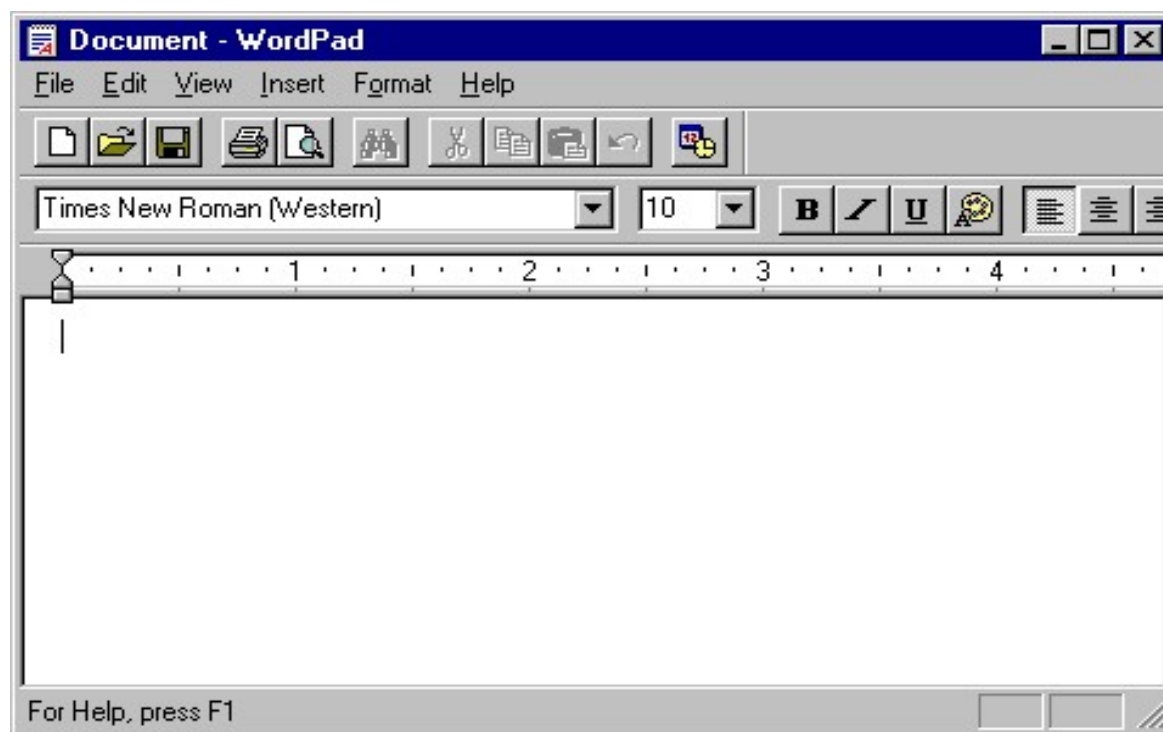 Document - WordPad
File Edit View Insert Format Help
Times New Roman (Western) 10 B I U
1 2 3 4
For Help, press F1